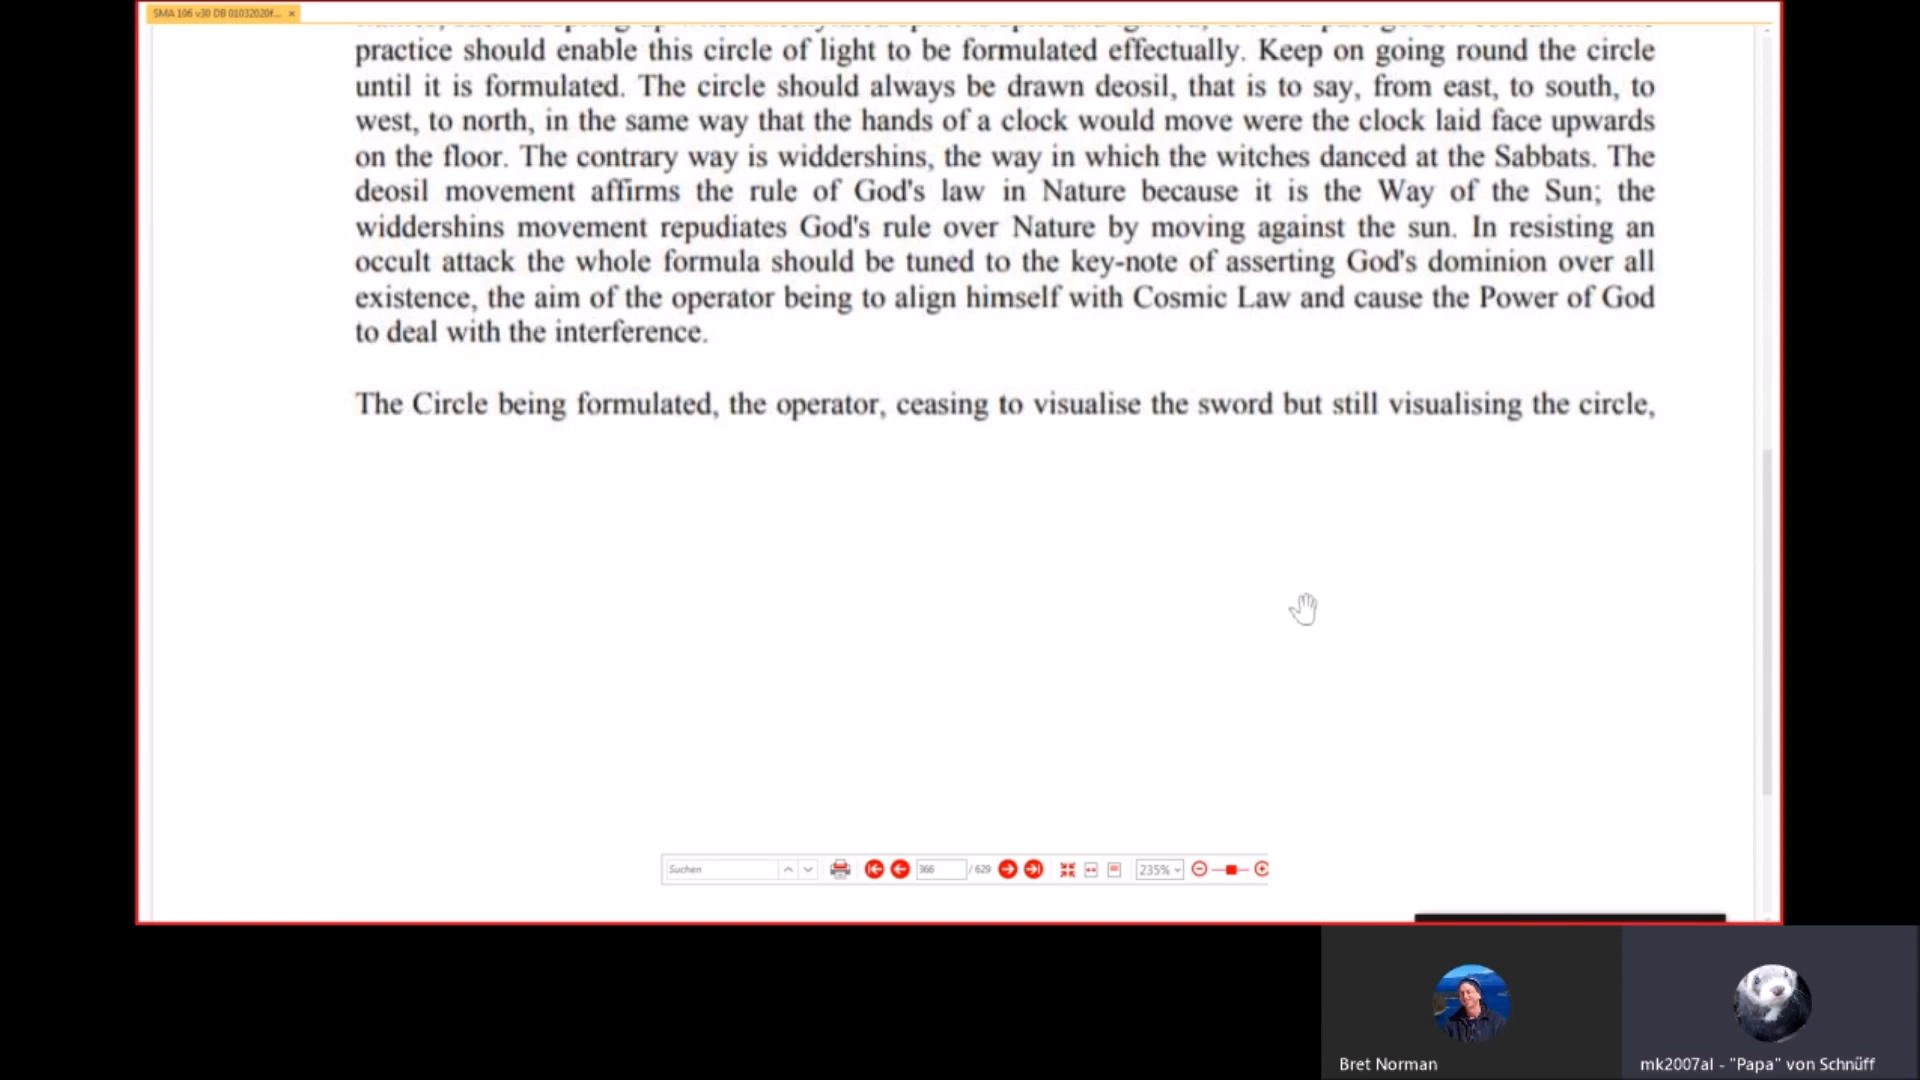 SMA 106 v30 DB 01032020f... ×
practice should enable this circle of light to be formulated effectually. Keep on going round the circle
until it is formulated. The circle should always be drawn deosil, that is to say, from east, to south, to
west, to north, in the same way that the hands of a clock would move were the clock laid face upwards
on the floor. The contrary way is widdershins, the way in which the witches danced at the Sabbats. The
deosil movement affirms the rule of God's law in Nature because it is the Way of the Sun; the
widdershins movement repudiates God's rule over Nature by moving against the sun. In resisting an
occult attack the whole formula should be tuned to the key-note of asserting God's dominion over all
existence, the aim of the operator being to align himself with Cosmic Law and cause the Power of God
to deal with the interference.
The Circle being formulated, the operator, ceasing to visualise the sword but still visualising the circle,
Suchen 366 / 629 235%
Bret Norman
mk2007al - "Papa" von Schnüff